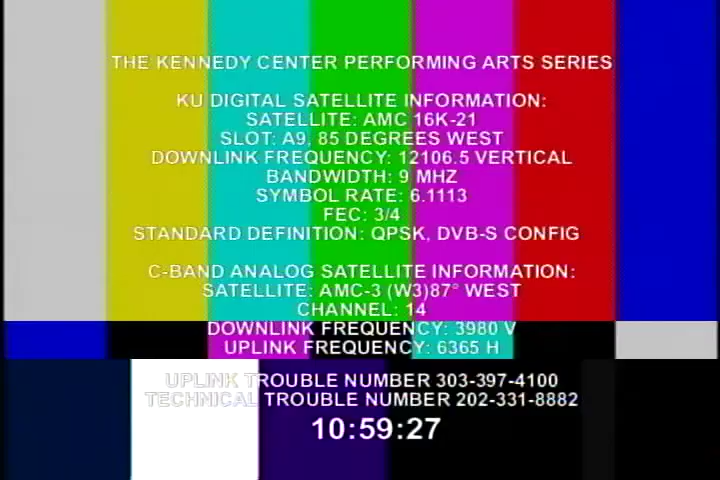 THE KENNEDY CENTER PERFORMING ARTS SERIES
KU DIGITAL SATELLITE INFORMATION:
SATELLITE: AMC 16K-21
SLOT: A9, 85 DEGREES WEST
DOWNLINK FREQUENCY: 12106.5 VERTICAL
BANDWIDTH: 9 MHZ
SYMBOL RATE: 6.1113
FEC: 3/4
STANDARD DEFINITION: QPSK, DVB-S CONFIG
C-BAND ANALOG SATELLITE INFORMATION:
SATELLITE: AMC-3 (W3)87° WEST
CHANNEL: 14
DOWNLINK FREQUENCY: 3980 V
UPLINK FREQUENCY: 6365 H
UPLINK TROUBLE NUMBER 303-397-4100
TECHNICAL TROUBLE NUMBER 202-331-8882
10:59:27